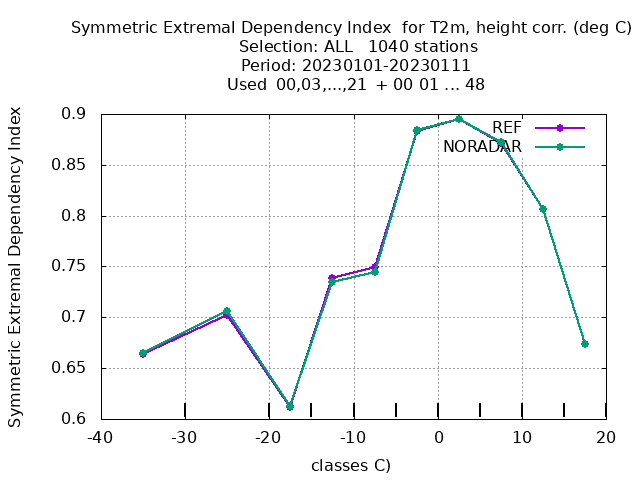 Symmetric Extremal Dependency Index  for T2m, height corr. (deg C)
Selection: ALL   1040 stations
Period: 20230101-20230111
Used  00,03,...,21  + 00 01 ... 48
Symmetric Extremal Dependency Index
0.9
0.85
0.8
0.75
0.7
0.65
0.6
REF
NORADAR
-40 -30 -20 -10 0 10 20
classes C)